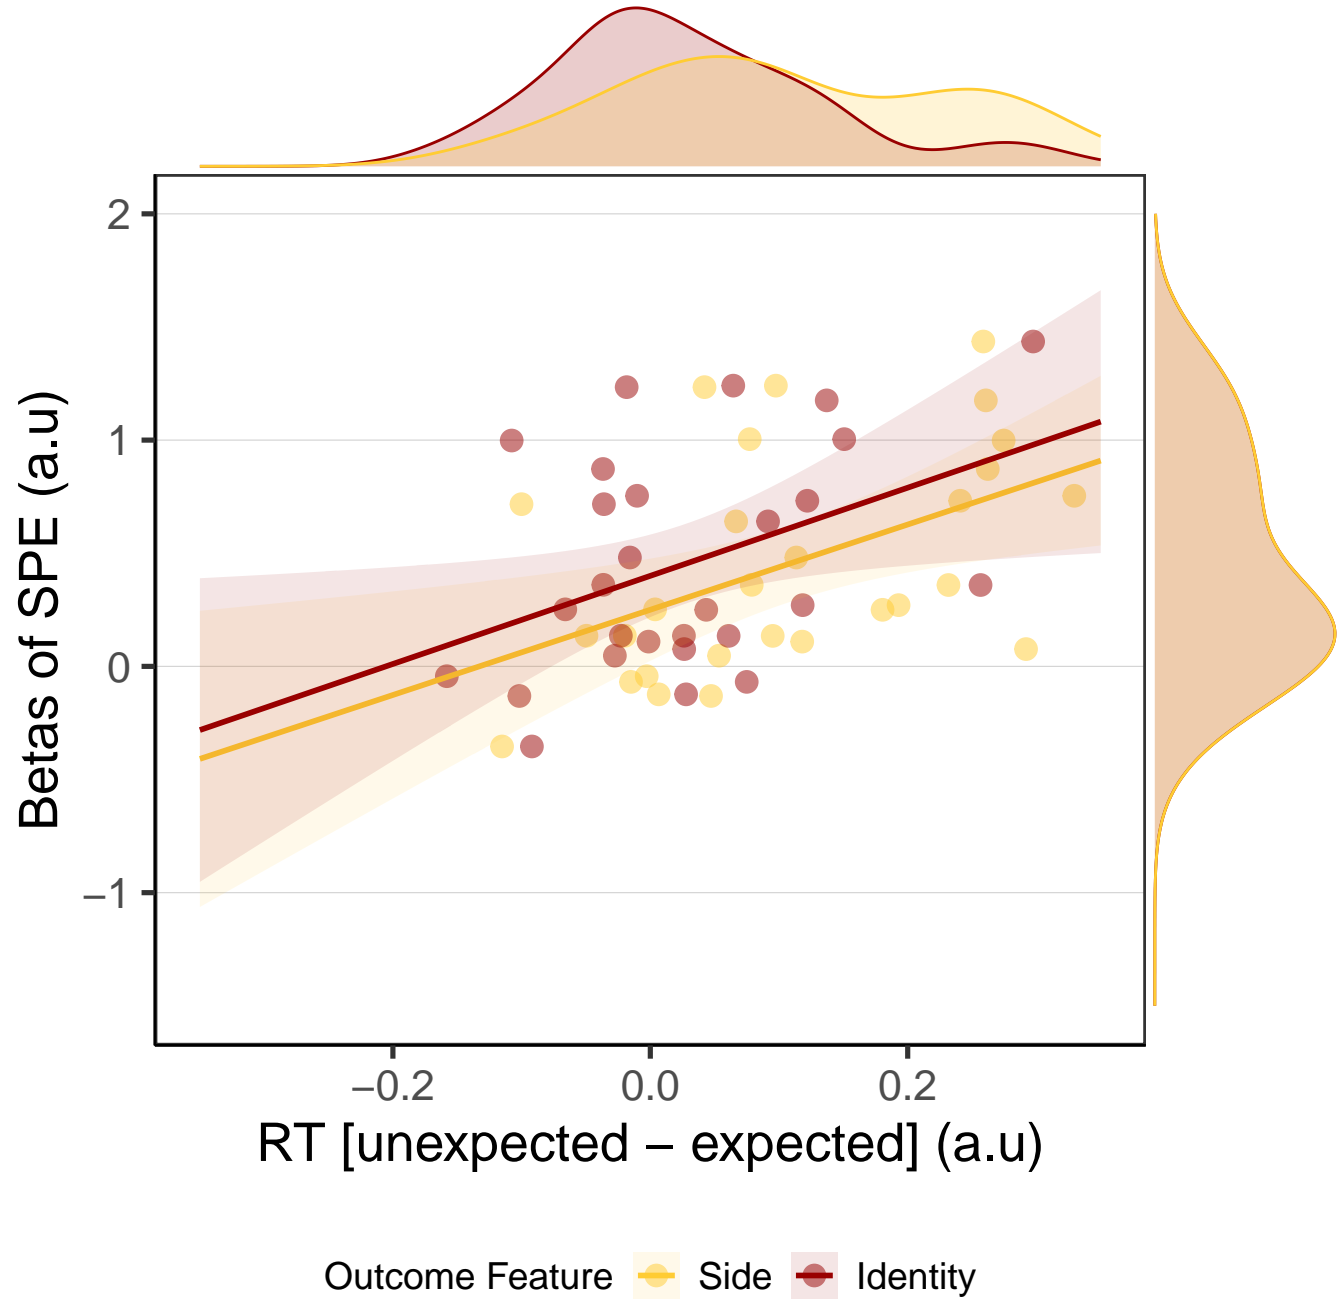 2
1
0
−1
Betas of SPE (a.u)
−0.2 0.0 0.2
RT [unexpected − expected] (a.u)
Outcome Feature Side Identity